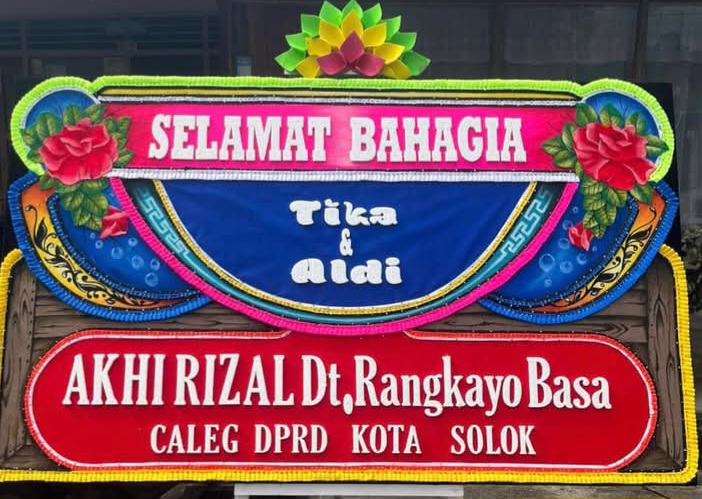 SELAMAT BAHAGIA
Tika
&
Aldi
AKHI RIZAL Dt, Rangkayo Basa
CALEG DPRD KOTA SOLOK